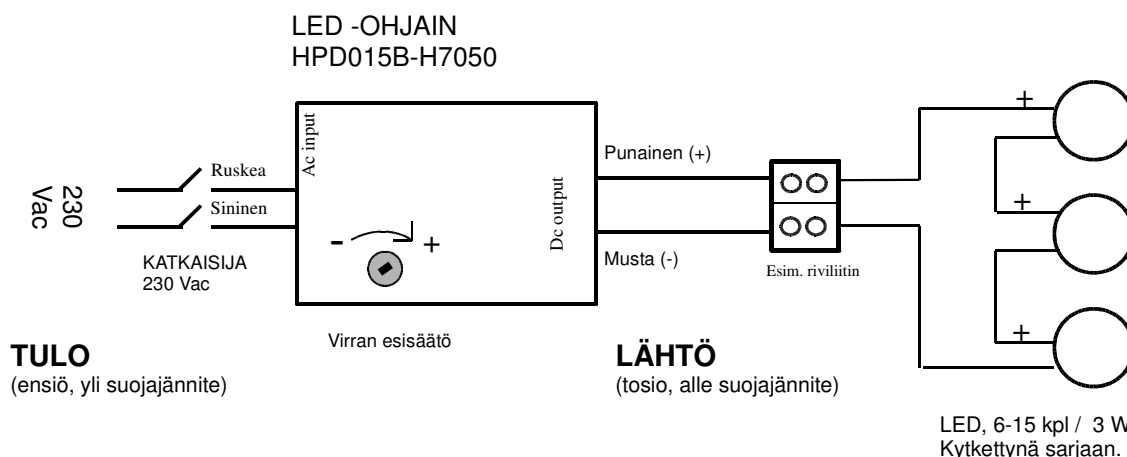 LED -OHJAIN
HPD015B-H7050
Ac input
Ruskea
Sininen
230
Vac
KATKAISIJA
230 Vac
- +
Virran esisäätö
Dc output
Punainen (+)
Musta (-)
Esim. riviliitin
+
+
+
TULO
(ensiö, yli suojajännite)
LÄHTÖ
(tosio, alle suojajännite)
LED, 6-15 kpl / 3 W
Kytkettynä sarjaan.